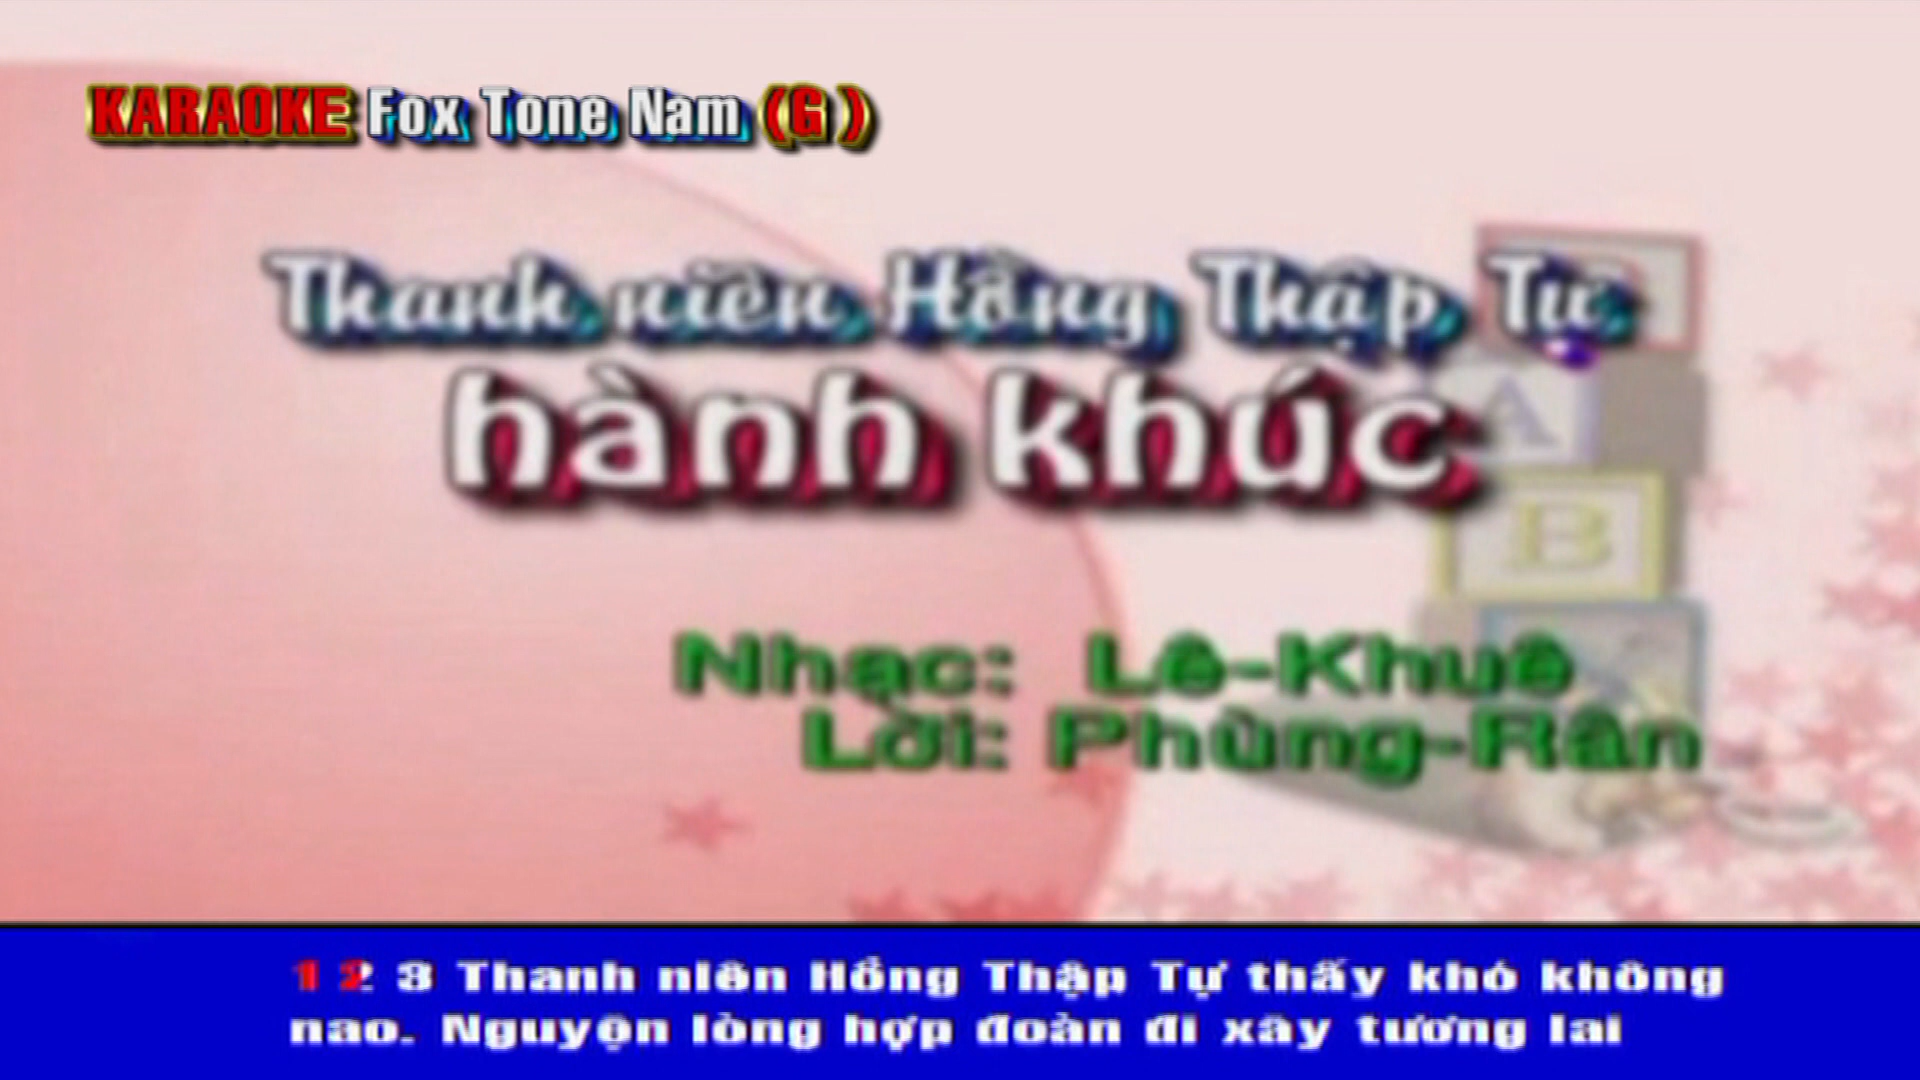 KARAOKE Fox Tone Nam (G )
Thanh niên Hồng Thập Tự
hành khúc
A
B
Nhạc: Lê-Khuê
Lời: Phùng-Rân
1 2 3 Thanh niên Hồng Thập Tự thấy khó không
nao. Nguyện lòng hợp đoàn đi xây tương lai